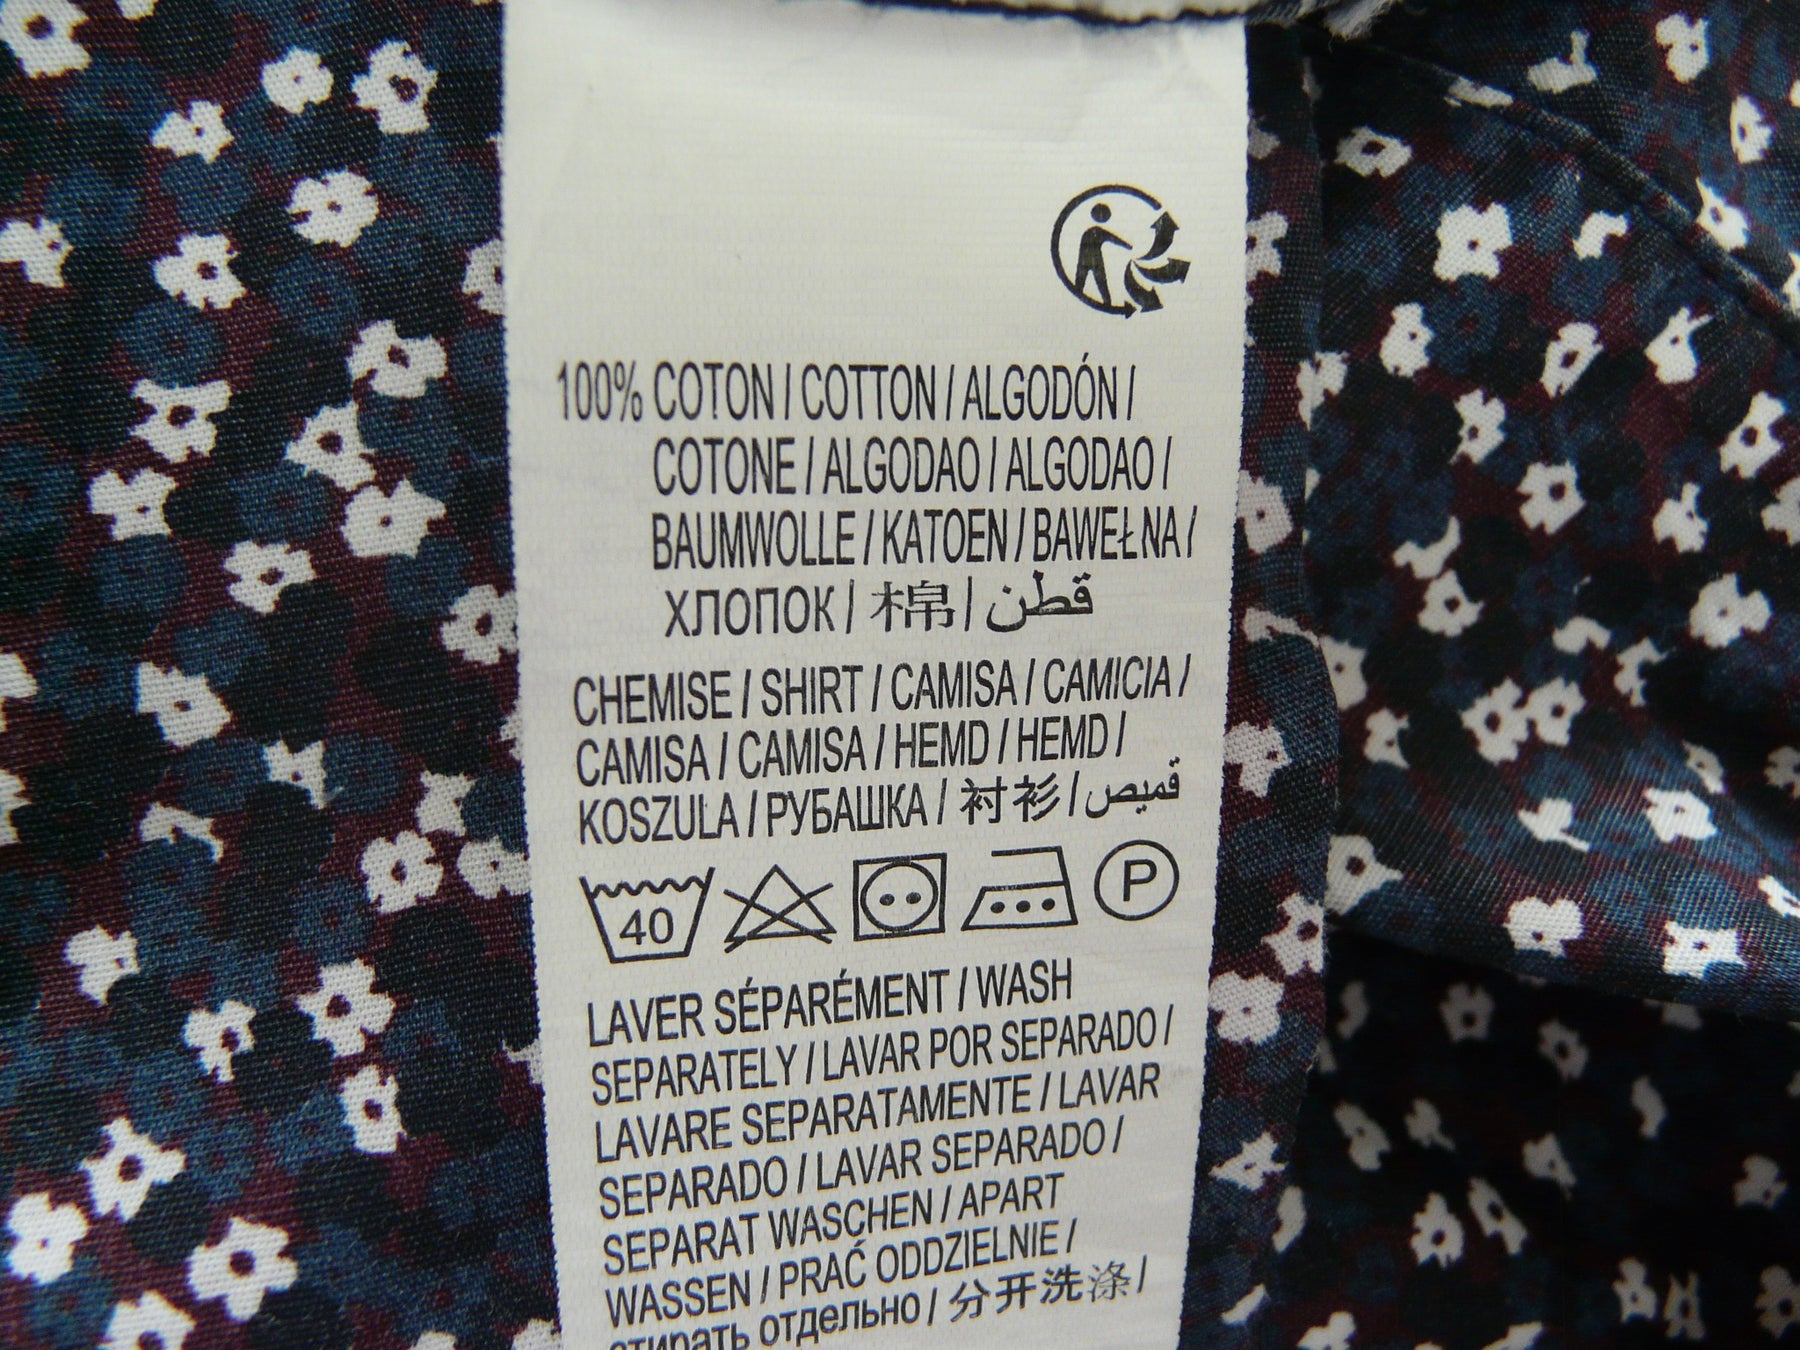 100% COTON / COTTON / ALGODÓN /
COTONE / ALGODAO / ALGODAO /
BAUMWOLLE / KATOEN / BAWEŁNA /
ХЛОПОК / 棉 / قطن
CHEMISE / SHIRT / CAMISA / CAMICIA /
CAMISA / CAMISA / HEMD / HEMD /
KOSZULA / РУБАШКА / 衬衫 / قميص
40 P
LAVER SÉPARÉMENT / WASH
SEPARATELY / LAVAR POR SEPARADO /
LAVARE SEPARATAMENTE / LAVAR
SEPARADO / LAVAR SEPARADO /
SEPARAT WASCHEN / APART
WASSEN / PRAĆ ODDZIELNIE /
стирать отдельно / 分开洗涤 /